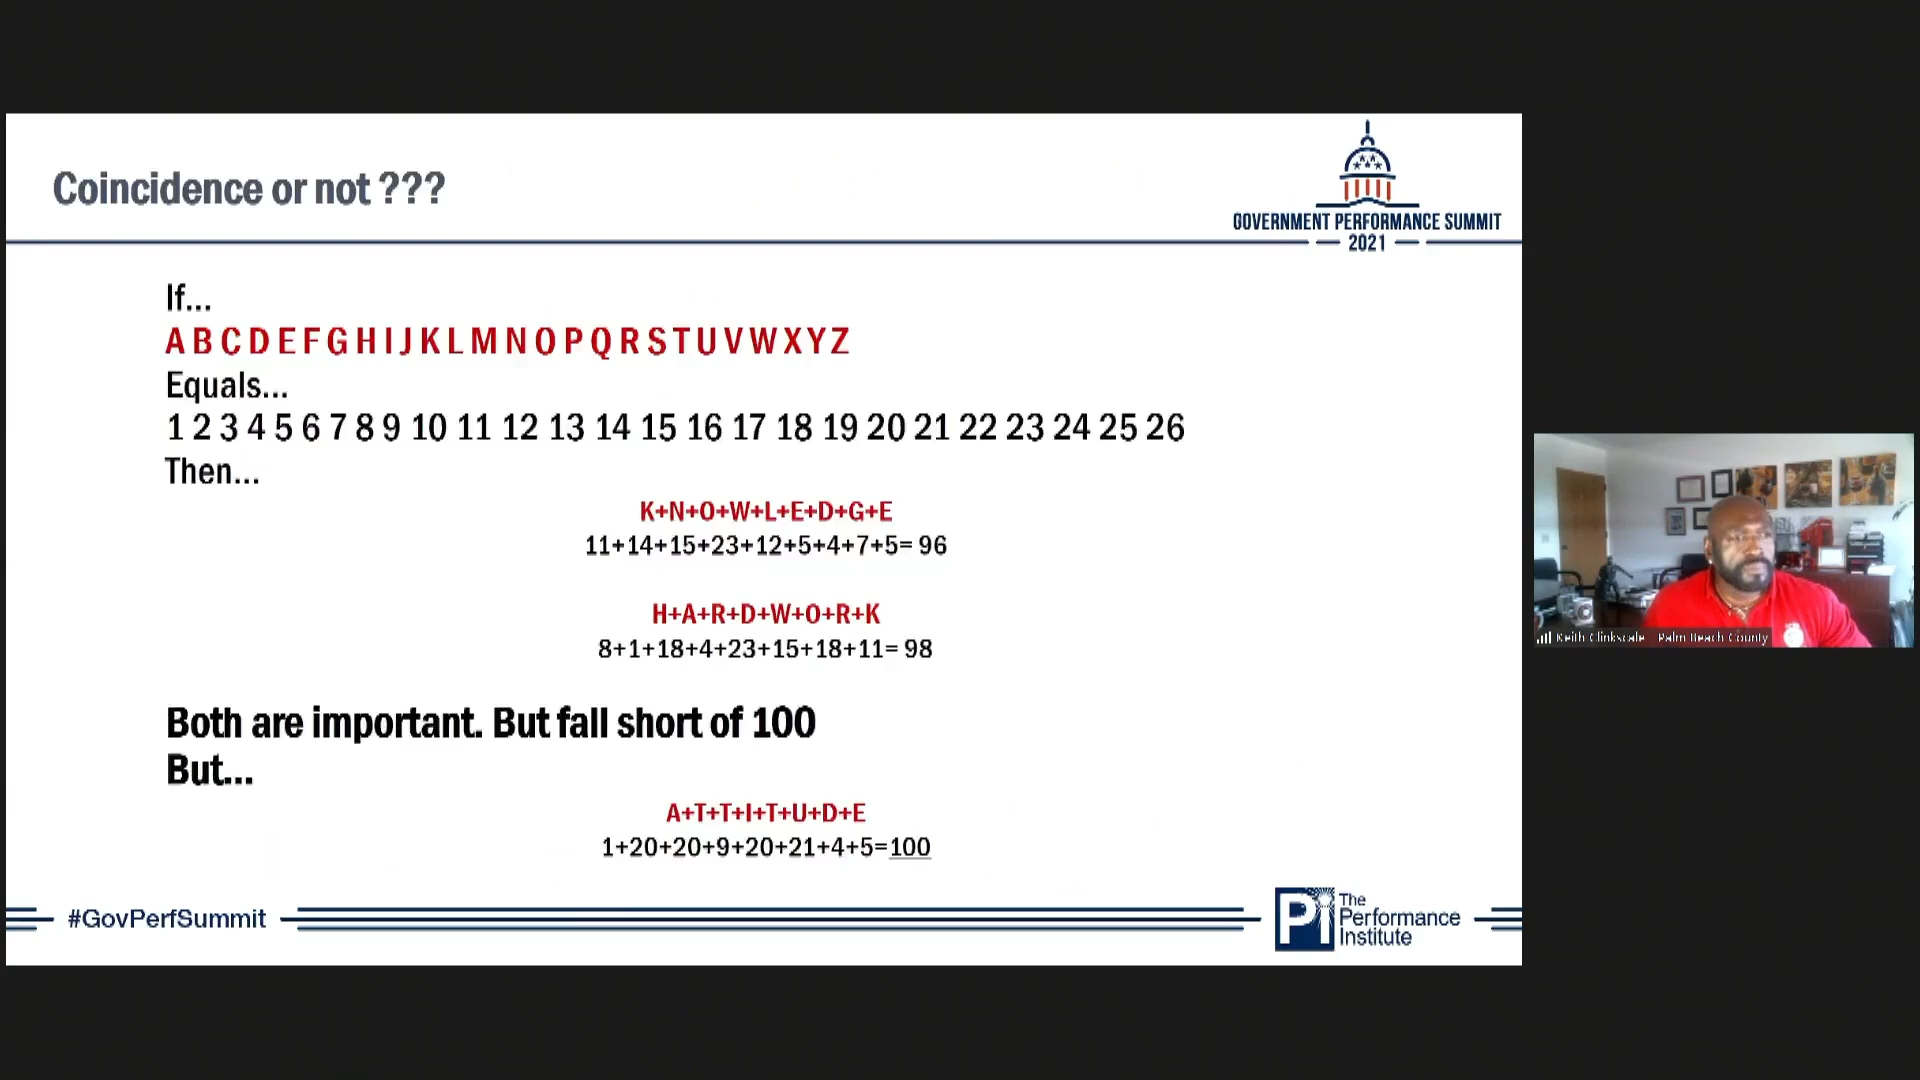 Coincidence or not ???
GOVERNMENT PERFORMANCE SUMMIT
2021
If...
A B C D E F G H I J K L M N O P Q R S T U V W X Y Z
Equals...
1 2 3 4 5 6 7 8 9 10 11 12 13 14 15 16 17 18 19 20 21 22 23 24 25 26
Then...
K+N+O+W+L+E+D+G+E
11+14+15+23+12+5+4+7+5= 96
H+A+R+D+W+O+R+K
8+1+18+4+23+15+18+11= 98
Both are important. But fall short of 100
But...
A+T+T+I+T+U+D+E
1+20+20+9+20+21+4+5=100
#GovPerfSummit
Pi
The
Performance
Institute
Keith Clinkscale Palm Beach County